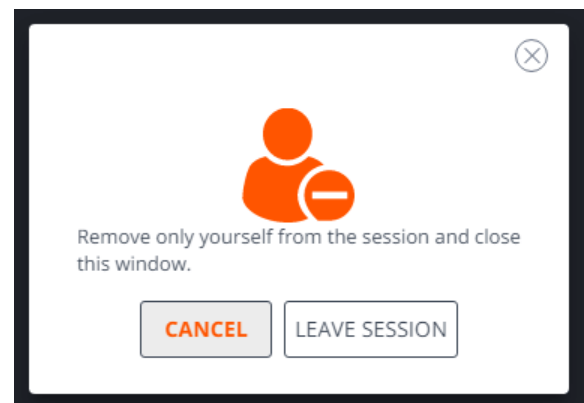 Remove only yourself from the session and close
this window.
CANCEL
LEAVE SESSION